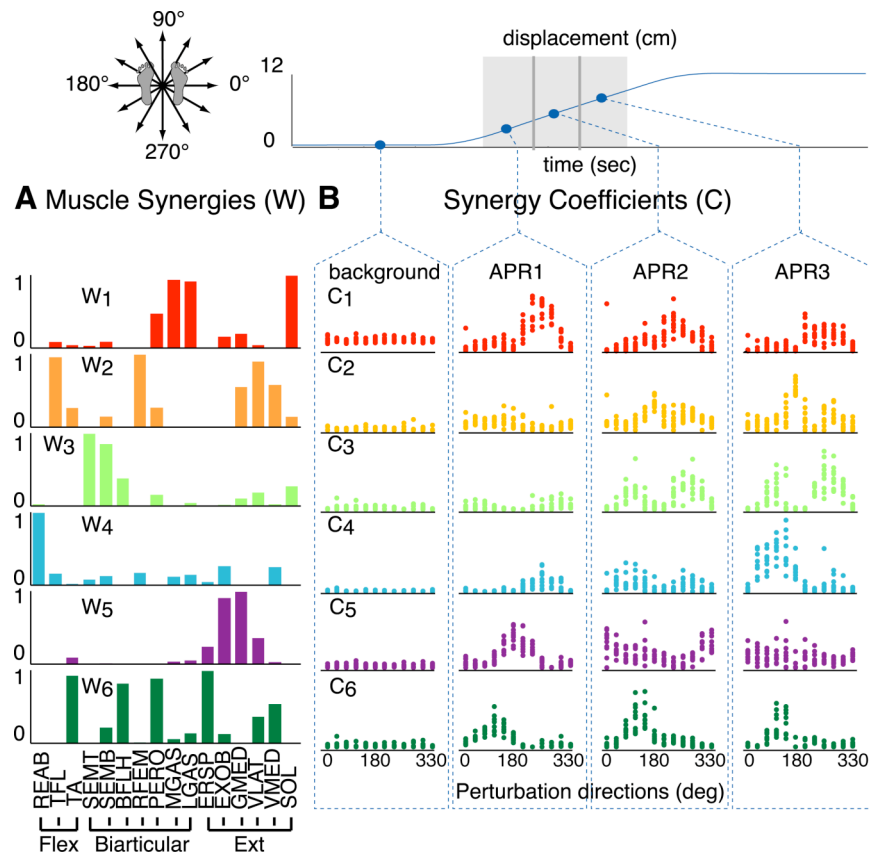 90°
180°
0°
270°
displacement (cm)
12
0
time (sec)
A Muscle Synergies (W)
B Synergy Coefficients (C)
background
APR1
APR2
APR3
1
0
W1
C1
1
0
W2
C2
1
0
W3
C3
1
0
W4
C4
1
0
W5
C5
1
0
W6
C6
REAB
TFL
TA
SEMT
SEMB
BFLH
RFEM
PERO
MGAS
LGAS
ERSP
EXOB
GMED
VLAT
VMED
SOL
0 180 330
0 180 330
0 180 330
0 180 330
Perturbation directions (deg)
Flex
Biarticular
Ext